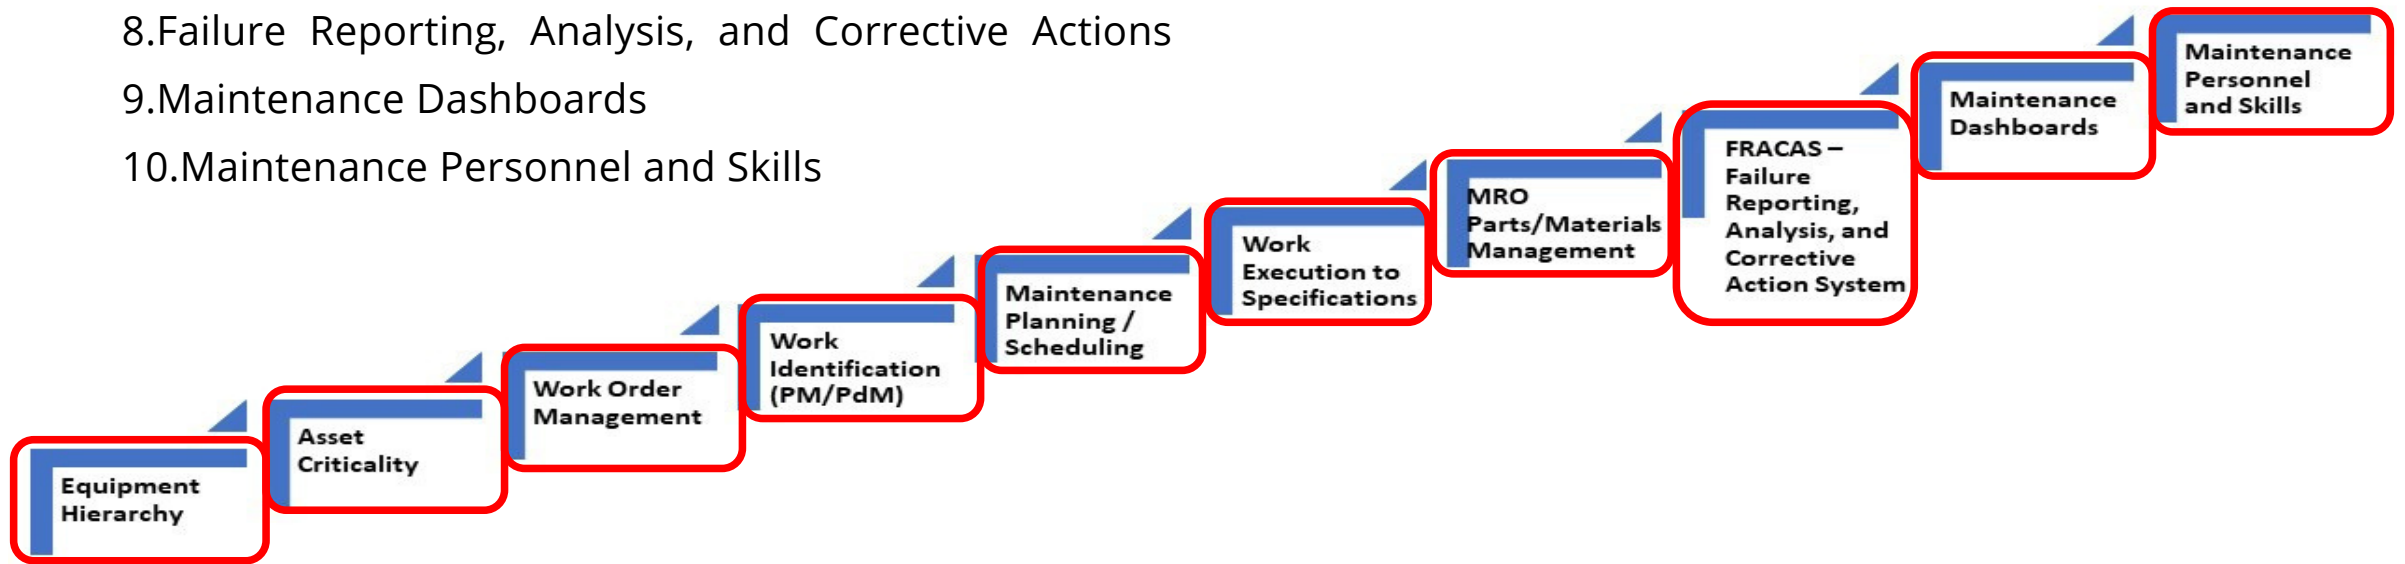 8.Failure Reporting, Analysis, and Corrective Actions
9.Maintenance Dashboards
10.Maintenance Personnel and Skills
Equipment
Hierarchy
Asset
Criticality
Work Order
Management
Work
Identification
(PM/PdM)
Maintenance
Planning /
Scheduling
Work
Execution to
Specifications
MRO
Parts/Materials
Management
FRACAS –
Failure
Reporting,
Analysis, and
Corrective
Action System
Maintenance
Dashboards
Maintenance
Personnel
and Skills